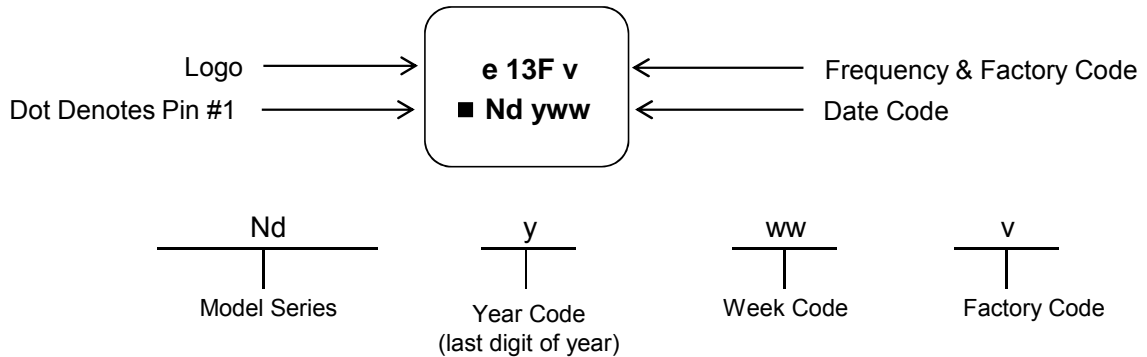 Logo
e 13F v
Frequency & Factory Code
Dot Denotes Pin #1
■ Nd yww
Date Code
Nd
y
ww
v
Model Series
Year Code
(last digit of year)
Week Code
Factory Code